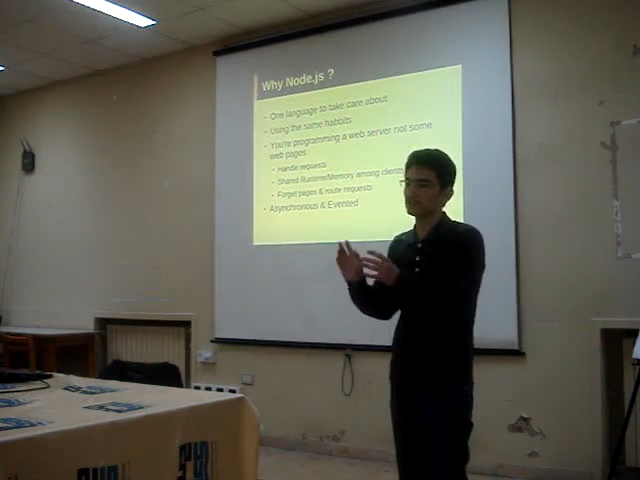 Why Node.js ?
- One language to take care about
- Using the same habbits
- You're programming a web server not some
web pages
- Handle requests
- Shared Runtime/Memory among clients
- Forget pages & route requests
- Asynchronous & Evented